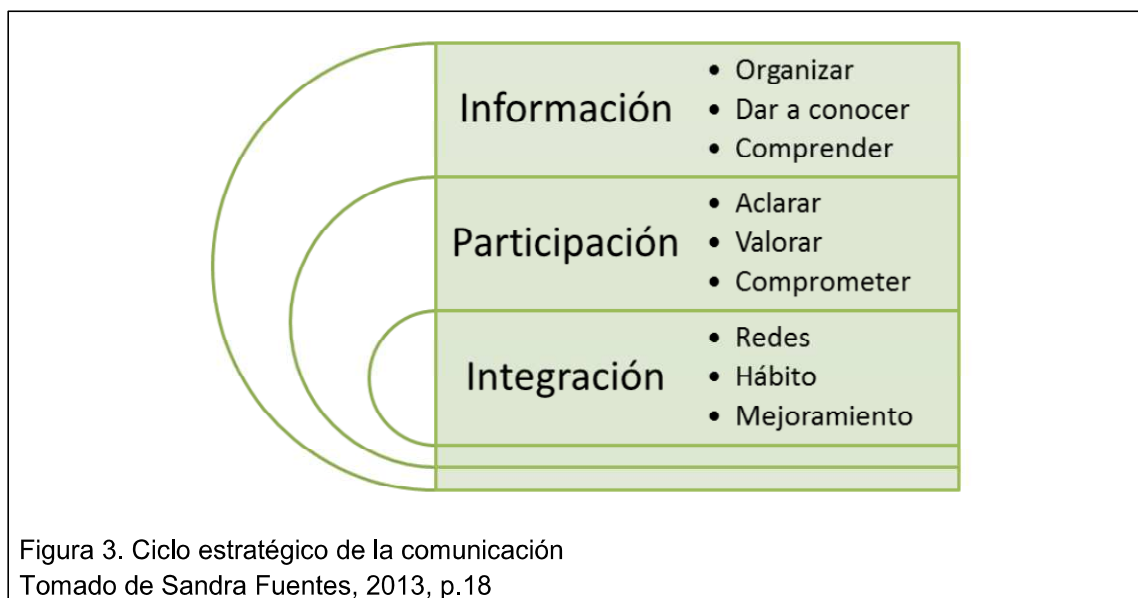 Información
• Organizar
• Dar a conocer
• Comprender
Participación
• Aclarar
• Valorar
• Comprometer
Integración
• Redes
• Hábito
• Mejoramiento
Figura 3. Ciclo estratégico de la comunicación
Tomado de Sandra Fuentes, 2013, p.18